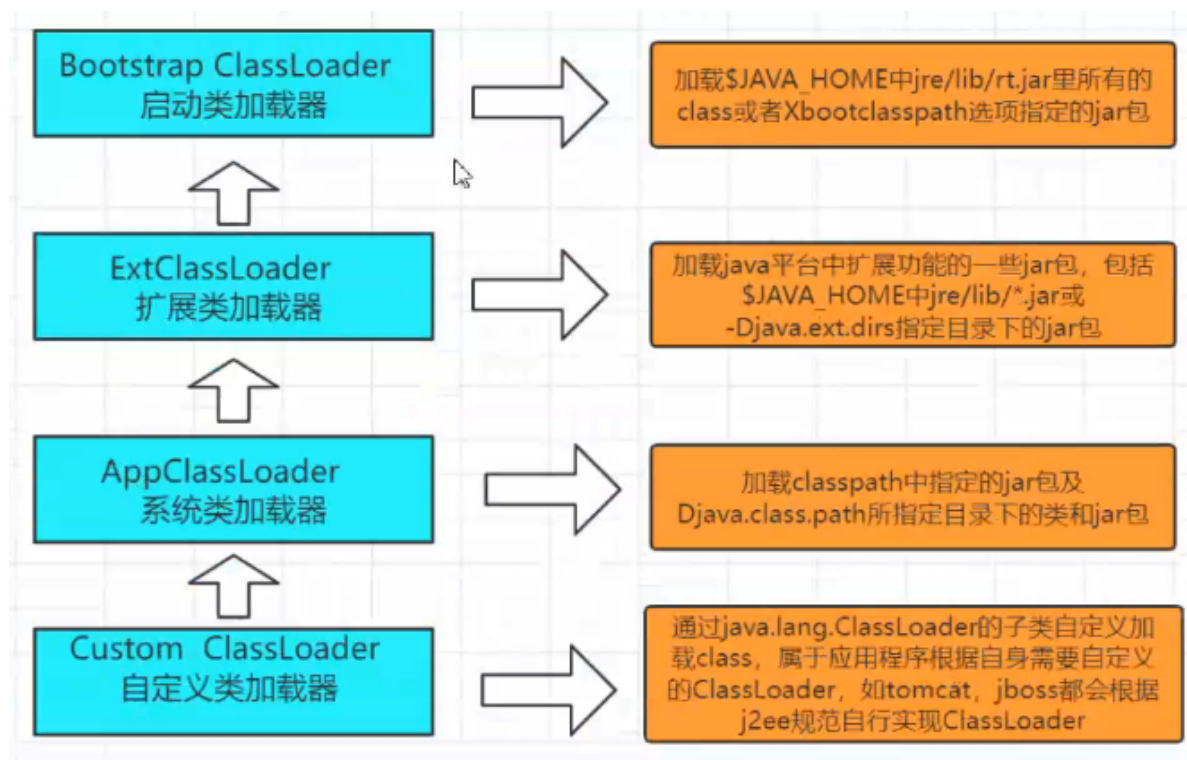 Bootstrap ClassLoader
启动类加载器
加载$JAVA_HOME中jre/lib/rt.jar里所有的
class或者Xbootclasspath选项指定的jar包
ExtClassLoader
扩展类加载器
加载java平台中扩展功能的一些jar包，包括
$JAVA_HOME中jre/lib/*.jar或
-Djava.ext.dirs指定目录下的jar包
AppClassLoader
系统类加载器
加载classpath中指定的jar包及
Djava.class.path所指定目录下的类和jar包
Custom ClassLoader
自定义类加载器
通过java.lang.ClassLoader的子类自定义加
载class，属于应用程序根据自身需要自定义
的ClassLoader，如tomcat，jboss都会根据
j2ee规范自行实现ClassLoader